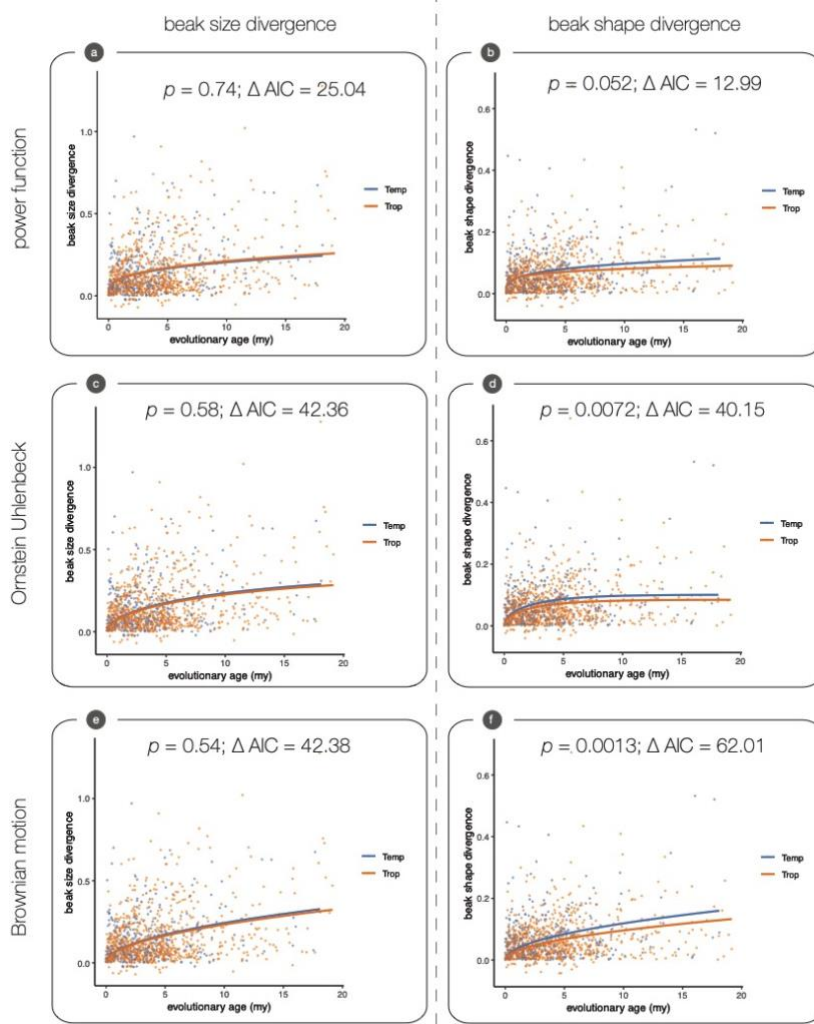 beak size divergence
beak shape divergence
power function
a
p = 0.74; Δ AIC = 25.04
beak size divergence
1.0
0.5
0.0
0
5
10
15
20
evolutionary age (my)
Temp
Trop
b
p = 0.052; Δ AIC = 12.99
beak shape divergence
0.6
0.4
0.2
0.0
0
5
10
15
20
evolutionary age (my)
Temp
Trop
Ornstein Uhlenbeck
c
p = 0.58; Δ AIC = 42.36
beak size divergence
1.0
0.5
0.0
0
5
10
15
20
evolutionary age (my)
Temp
Trop
d
p = 0.0072; Δ AIC = 40.15
beak shape divergence
0.6
0.4
0.2
0.0
0
5
10
15
20
evolutionary age (my)
Temp
Trop
Brownian motion
e
p = 0.54; Δ AIC = 42.38
beak size divergence
1.0
0.5
0.0
0
5
10
15
20
evolutionary age (my)
Temp
Trop
f
p = 0.0013; Δ AIC = 62.01
beak shape divergence
0.6
0.4
0.2
0.0
0
5
10
15
20
evolutionary age (my)
Temp
Trop